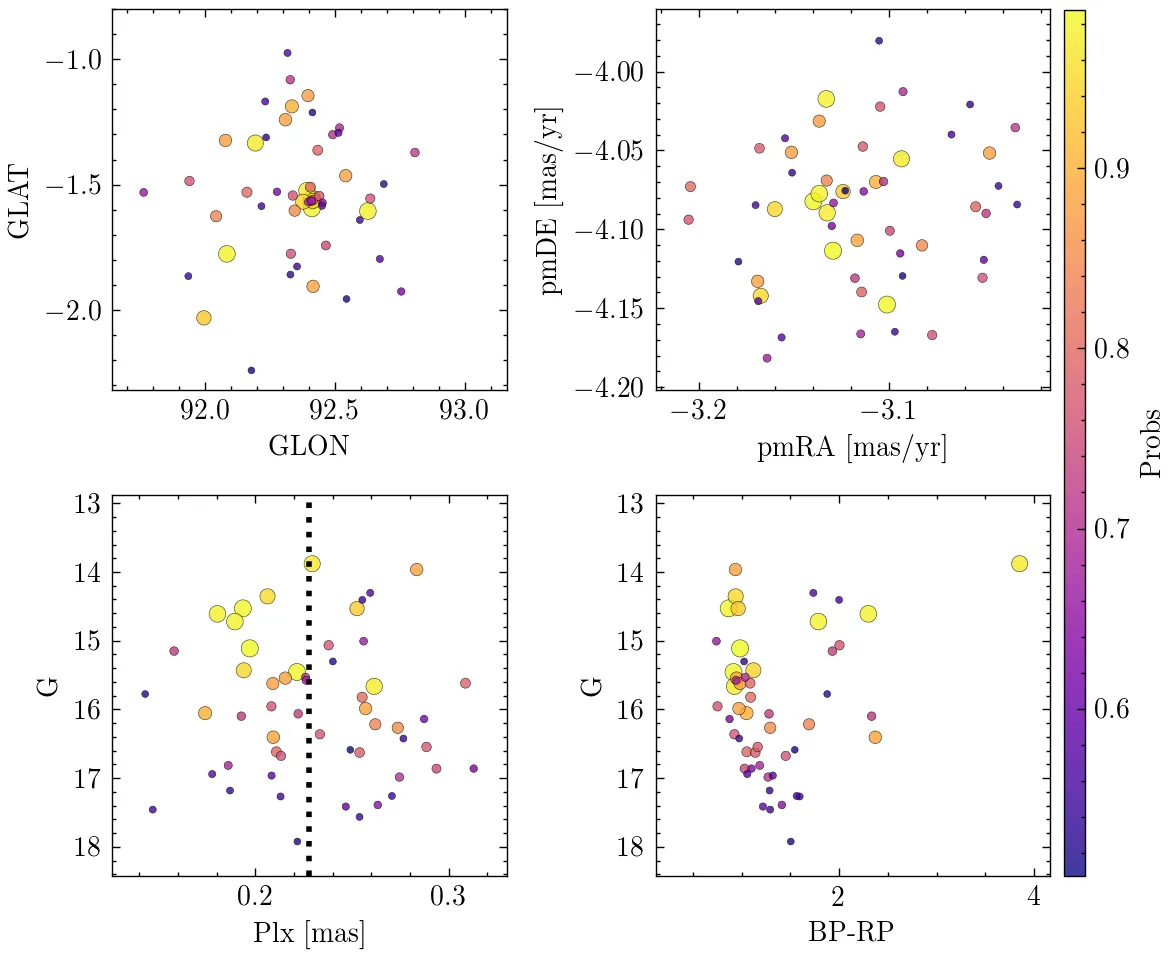 −1.0
−1.5
−2.0
GLAT
92.0 92.5 93.0
GLON
−4.00
−4.05
−4.10
−4.15
−4.20
pmDE [mas/yr]
−3.2 −3.1
pmRA [mas/yr]
13
14
15
16
17
18
G
0.2 0.3
Plx [mas]
13
14
15
16
17
18
G
2 4
BP-RP
0.9
0.8
0.7
0.6
Probs